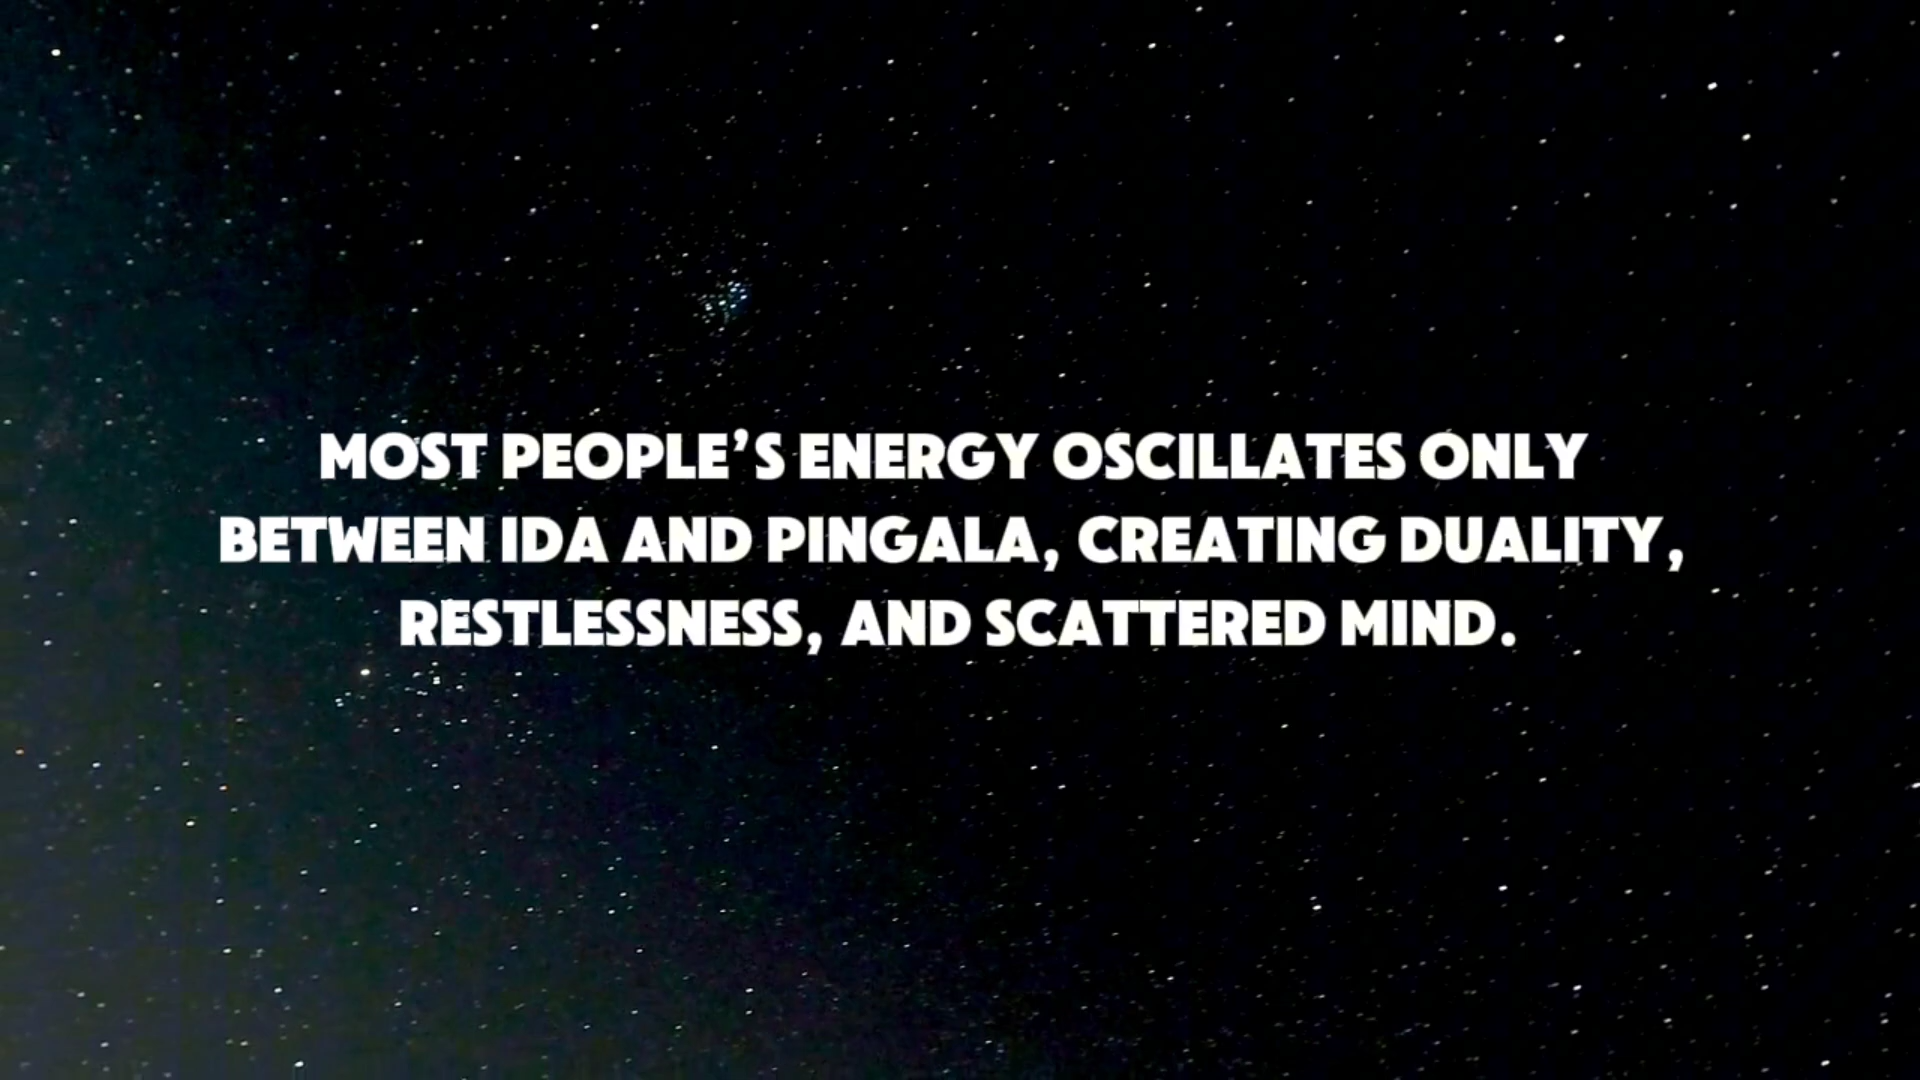 MOST PEOPLE’S ENERGY OSCILLATES ONLY
BETWEEN IDA AND PINGALA, CREATING DUALITY,
RESTLESSNESS, AND SCATTERED MIND.